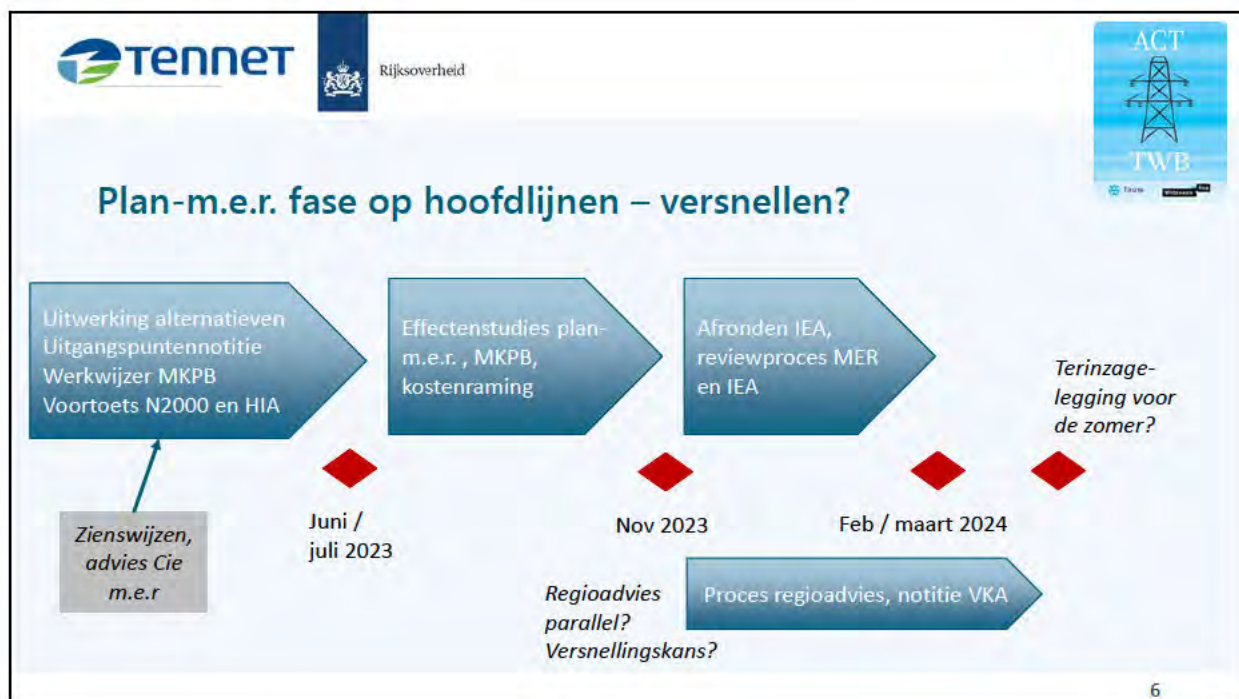 TenneT
Rijksoverheid
ACT
TWB
Plan-m.e.r. fase op hoofdlijnen – versnellen?
Uitwerking alternatieven
Uitgangspuntennotitie
Werkwijzer MKPB
Voortoets N2000 en HIA
Effectenstudies plan-
m.e.r. , MKPB,
kostenraming
Afronden IEA,
reviewproces MER
en IEA
Terinzage-
legging voor
de zomer?
Zienswijzen,
advies Cie
m.e.r
Juni /
juli 2023
Nov 2023
Feb / maart 2024
Regioadvies
parallel?
Versnellingskans?
Proces regioadvies, notitie VKA
6